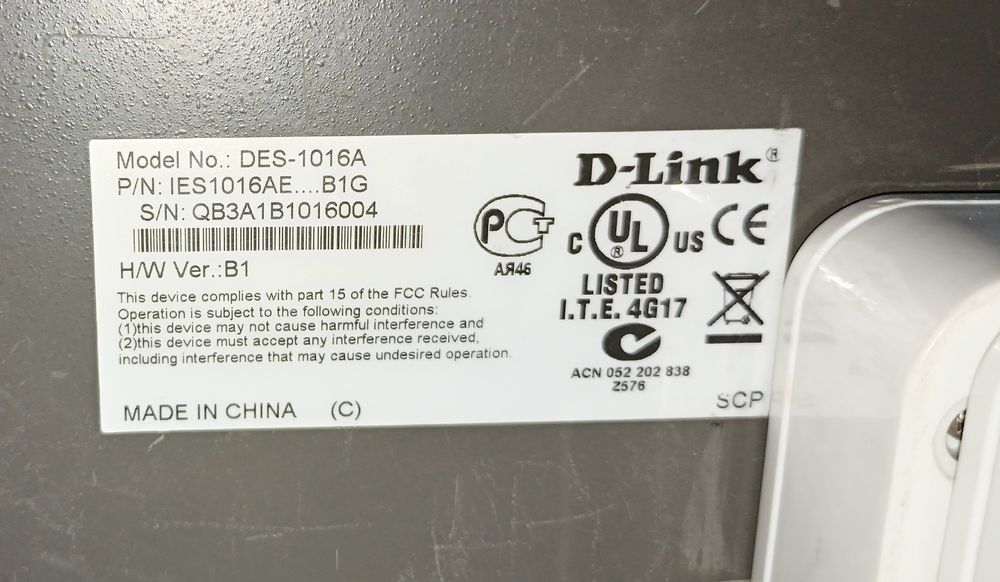 Model No.: DES-1016A
P/N: IES1016AE....B1G
S/N: QB3A1B1016004
H/W Ver.:B1
This device complies with part 15 of the FCC Rules.
Operation is subject to the following conditions:
(1)this device may not cause harmful interference and
(2)this device must accept any interference received,
including interference that may cause undesired operation.
MADE IN CHINA (C)
D-Link®
РСТ
АЯ46
C UL® US CE
LISTED
I.T.E. 4G17
ACN 052 202 838
Z576
SCP